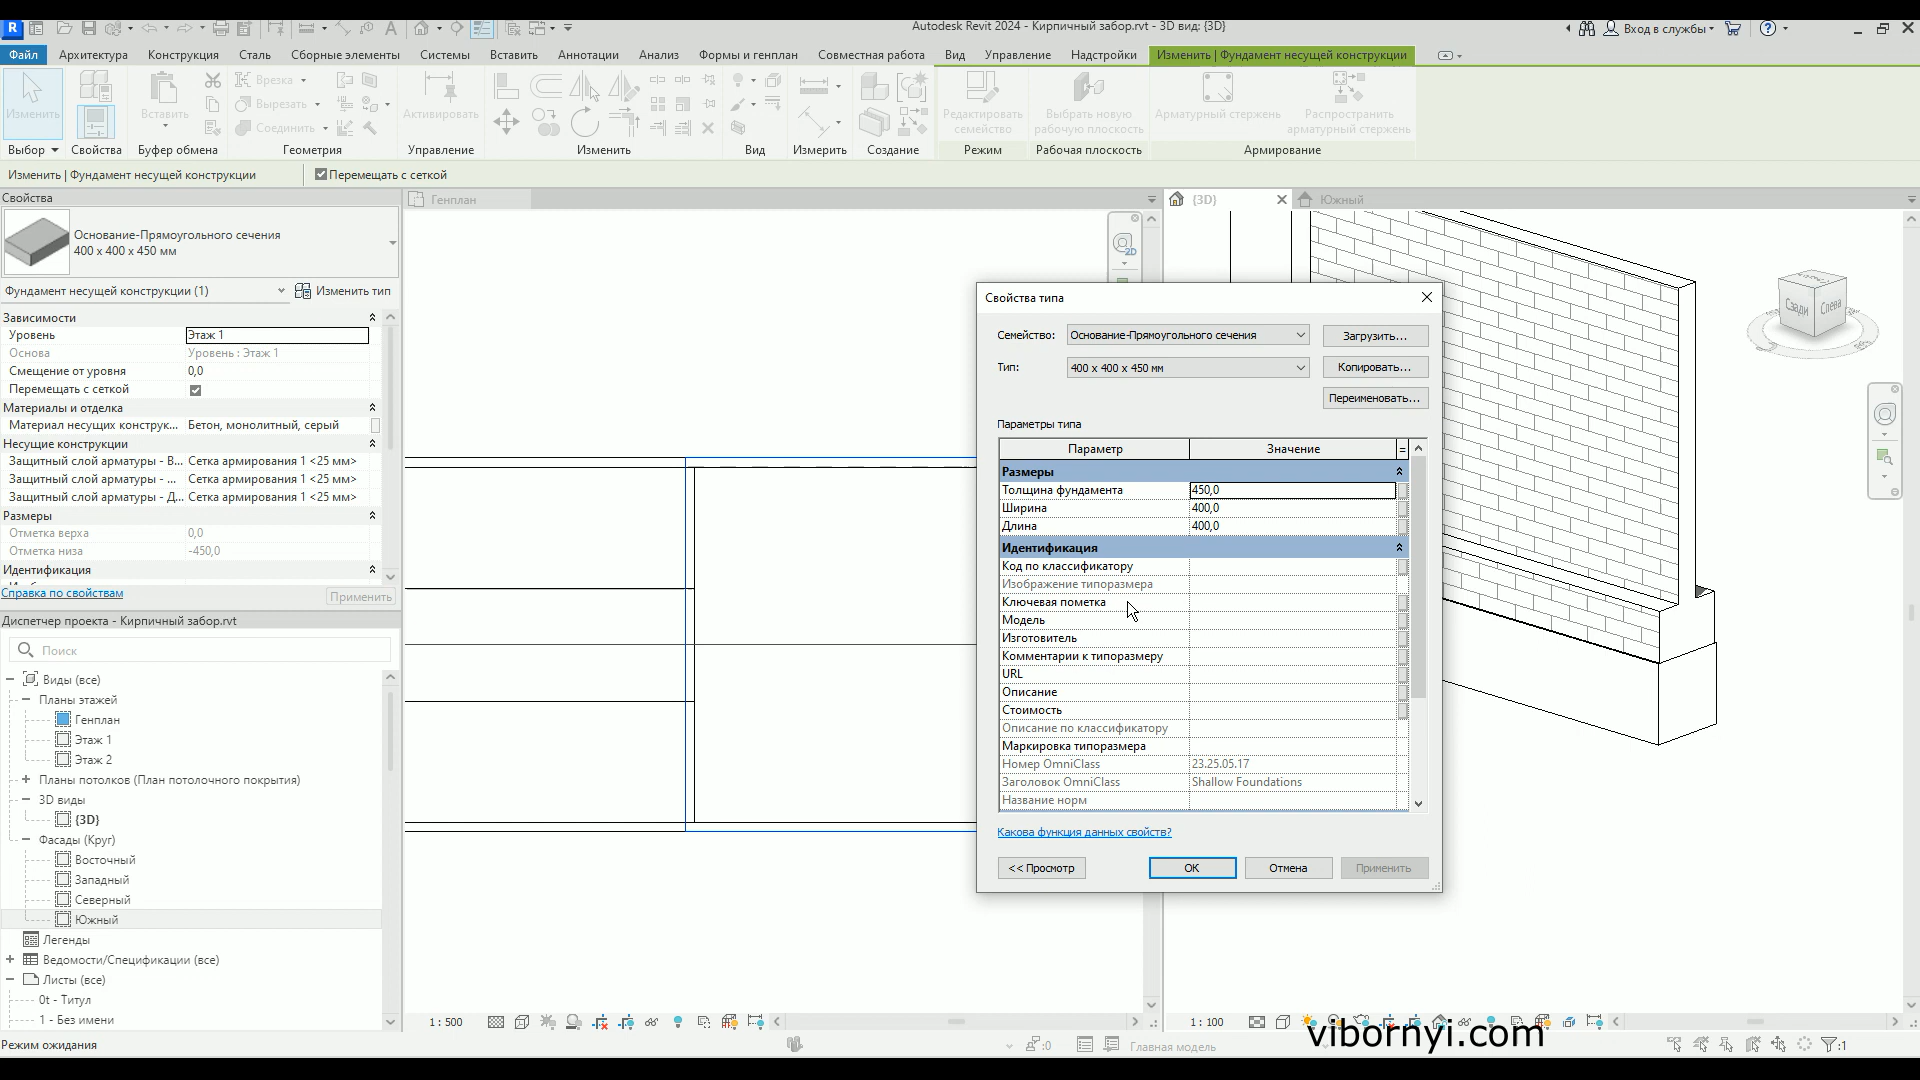 Autodesk Revit 2024 - Кирпичный забор.rvt - 3D вид: {3D}
Вход в службы
Файл Архитектура Конструкция Сталь Сборные элементы Системы Вставить Аннотации Анализ Формы и генплан Совместная работа Вид Управление Надстройки Изменить | Фундамент несущей конструкции
Изменить
Вставить
Врезка
Вырезать
Соединить
Активировать
Редактировать семейство
Выбрать новую рабочую плоскость
Арматурный стержень
Распространить арматурный стержень
Выбор Свойства Буфер обмена Геометрия Управление Изменить Вид Измерить Создание Режим Рабочая плоскость Армирование
Изменить | Фундамент несущей конструкции Перемещать с сеткой
Свойства
Основание-Прямоугольного сечения
400 x 400 x 450 мм
Фундамент несущей конструкции (1) Изменить тип
Зависимости
Уровень Этаж 1
Основа Уровень : Этаж 1
Смещение от уровня 0,0
Перемещать с сеткой
Материалы и отделка
Материал несущих конструк... Бетон, монолитный, серый
Несущие конструкции
Защитный слой арматуры - В... Сетка армирования 1 <25 мм>
Защитный слой арматуры - ... Сетка армирования 1 <25 мм>
Защитный слой арматуры - Д... Сетка армирования 1 <25 мм>
Размеры
Отметка верха 0,0
Отметка низа -450,0
Идентификация
Справка по свойствам Применить
Диспетчер проекта - Кирпичный забор.rvt
Поиск
Виды (все)
Планы этажей
Генплан
Этаж 1
Этаж 2
Планы потолков (План потолочного покрытия)
3D виды
{3D}
Фасады (Круг)
Восточный
Западный
Северный
Южный
Легенды
Ведомости/Спецификации (все)
Листы (все)
0t - Титул
1 - Без имени
Режим ожидания
Генплан
2D
{3D}
Южный
Сзади
Слева
Свойства типа
Семейство: Основание-Прямоугольного сечения Загрузить...
Тип: 400 x 400 x 450 мм Копировать...
Переименовать...
Параметры типа
Параметр Значение =
Размеры
Толщина фундамента 450,0
Ширина 400,0
Длина 400,0
Идентификация
Код по классификатору
Изображение типоразмера
Ключевая пометка
Модель
Изготовитель
Комментарии к типоразмеру
URL
Описание
Стоимость
Описание по классификатору
Маркировка типоразмера
Номер OmniClass 23.25.05.17
Заголовок OmniClass Shallow Foundations
Название норм
Какова функция данных свойств?
<< Просмотр OK Отмена Применить
1 : 500
1 : 100
vibornyi.com
:0
Главная модель
:1